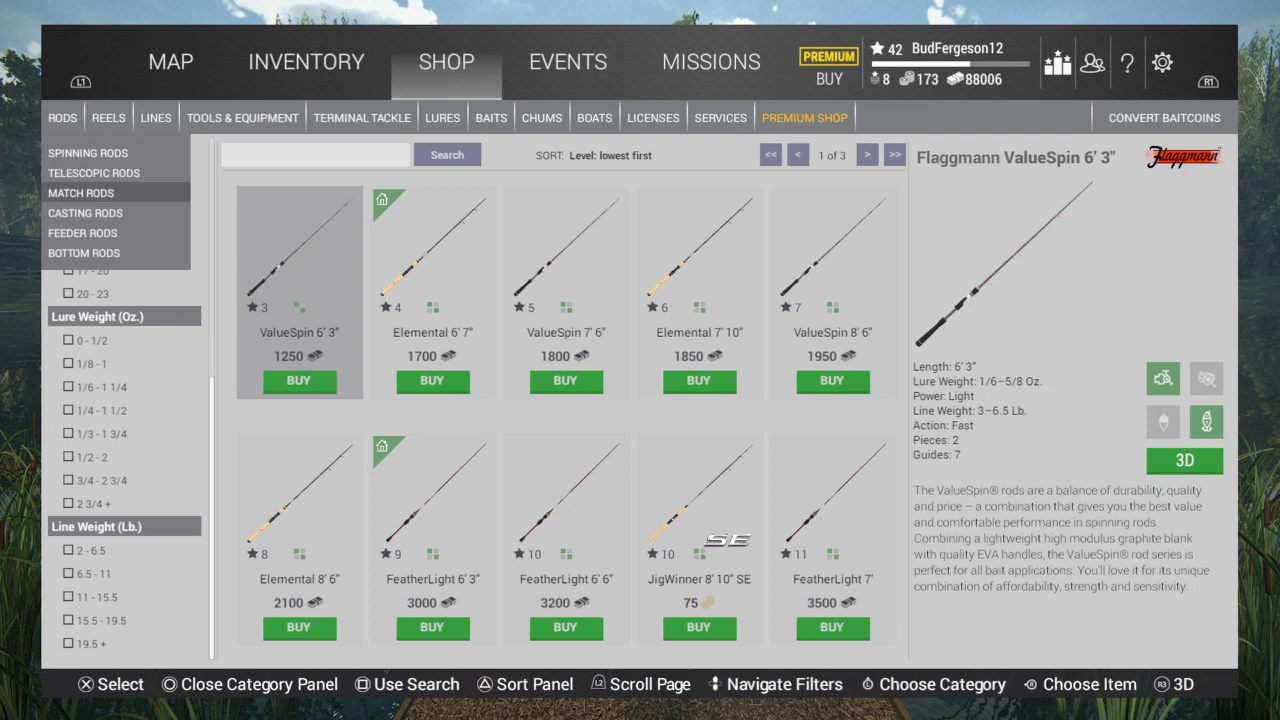 MAP
INVENTORY
SHOP
EVENTS
MISSIONS
PREMIUM
BUY
42 BudFergeson12
8 173 88006
L1
R1
RODS
REELS
LINES
TOOLS & EQUIPMENT
TERMINAL TACKLE
LURES
BAITS
CHUMS
BOATS
LICENSES
SERVICES
PREMIUM SHOP
CONVERT BAITCOINS
SPINNING RODS
TELESCOPIC RODS
MATCH RODS
CASTING RODS
FEEDER RODS
BOTTOM RODS
17 - 20
20 - 23
Lure Weight (Oz.)
0 - 1/2
1/8 - 1
1/6 - 1 1/4
1/4 - 1 1/2
1/3 - 1 3/4
1/2 - 2
3/4 - 2 3/4
2 3/4 +
Line Weight (Lb.)
2 - 6.5
6.5 - 11
11 - 15.5
15.5 - 19.5
19.5 +
Search
SORT: Level: lowest first
<<
<
1 of 3
>
>>
3
ValueSpin 6' 3"
1250
BUY
4
Elemental 6' 7"
1700
BUY
5
ValueSpin 7' 6"
1800
BUY
6
Elemental 7' 10"
1850
BUY
7
ValueSpin 8' 6"
1950
BUY
8
Elemental 8' 6"
2100
BUY
9
FeatherLight 6' 3"
3000
BUY
10
FeatherLight 6' 6"
3200
BUY
SE
10
JigWinner 8' 10" SE
75
BUY
11
FeatherLight 7'
3500
BUY
Flaggmann ValueSpin 6' 3"
Flaggmann
Length: 6' 3"
Lure Weight: 1/6–5/8 Oz.
Power: Light
Line Weight: 3–6.5 Lb.
Action: Fast
Pieces: 2
Guides: 7
3D
The ValueSpin® rods are a balance of durability, quality
and price – a combination that gives you the best value
and comfortable performance in spinning rods.
Combining a lightweight high modulus graphite blank
with quality EVA handles, the ValueSpin® rod series is
perfect for all bait applications. You'll love it for its unique
combination of affordability, strength and sensitivity.
Select
Close Category Panel
Use Search
Sort Panel
L2 Scroll Page
Navigate Filters
Choose Category
Choose Item
R3 3D